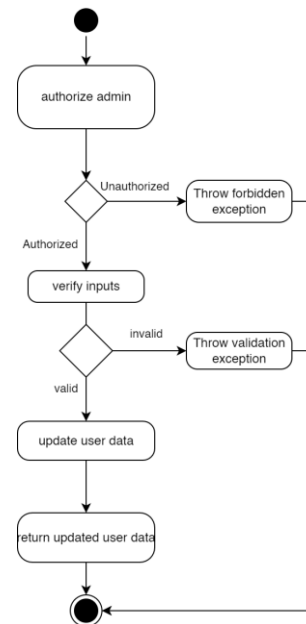 authorize admin
Unauthorized
Throw forbidden
exception
Authorized
verify inputs
invalid
Throw validation
exception
valid
update user data
return updated user data